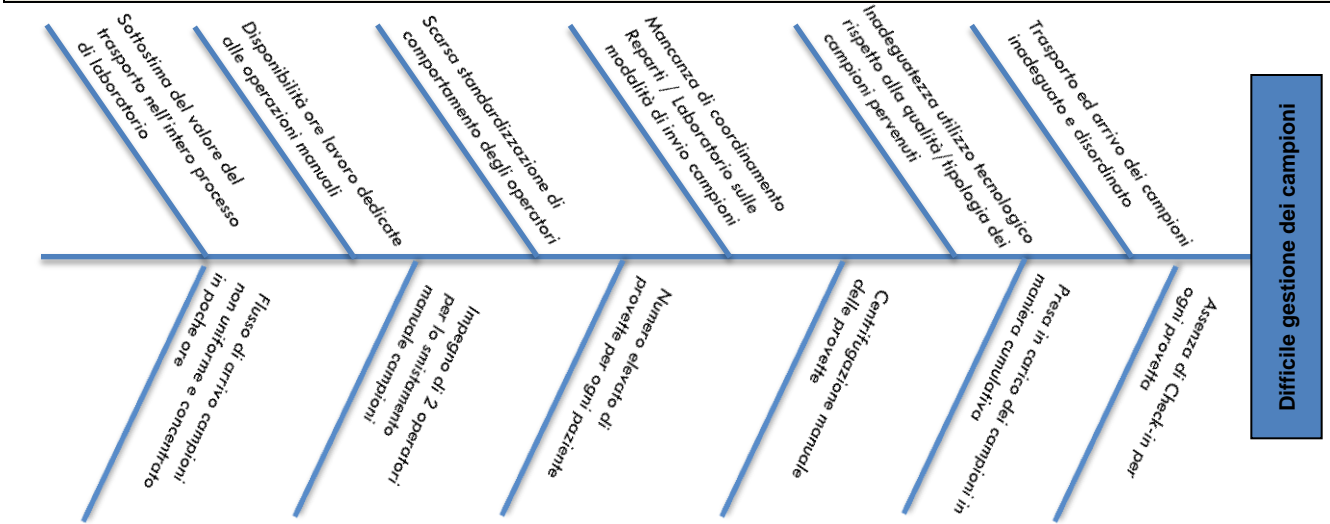 Sottostima del valore del
trasporto nell'intero processo
di laboratorio
Disponibilità ore lavoro dedicate
alle operazioni manuali
Scarsa standardizzazione di
comportamento degli operatori
Mancanza di coordinamento
Reparti / Laboratorio sulle
modalità di invio campioni
Inadeguatezza utilizzo tecnologico
rispetto alla qualità/tipologia dei
campioni pervenuti
Trasporto ed arrivo dei campioni
inadeguato e disordinato
Difficile gestione dei campioni
Flusso di arrivo campioni
non uniforme e concentrato
in poche ore
Impegno di 2 operatori
per lo smistamento
manuale campioni
Numero elevato di
provette per ogni paziente
Centrifugazione manuale
delle provette
Presa in carico dei campioni in
maniera cumulativa
Assenza di Check-in per
ogni provetta